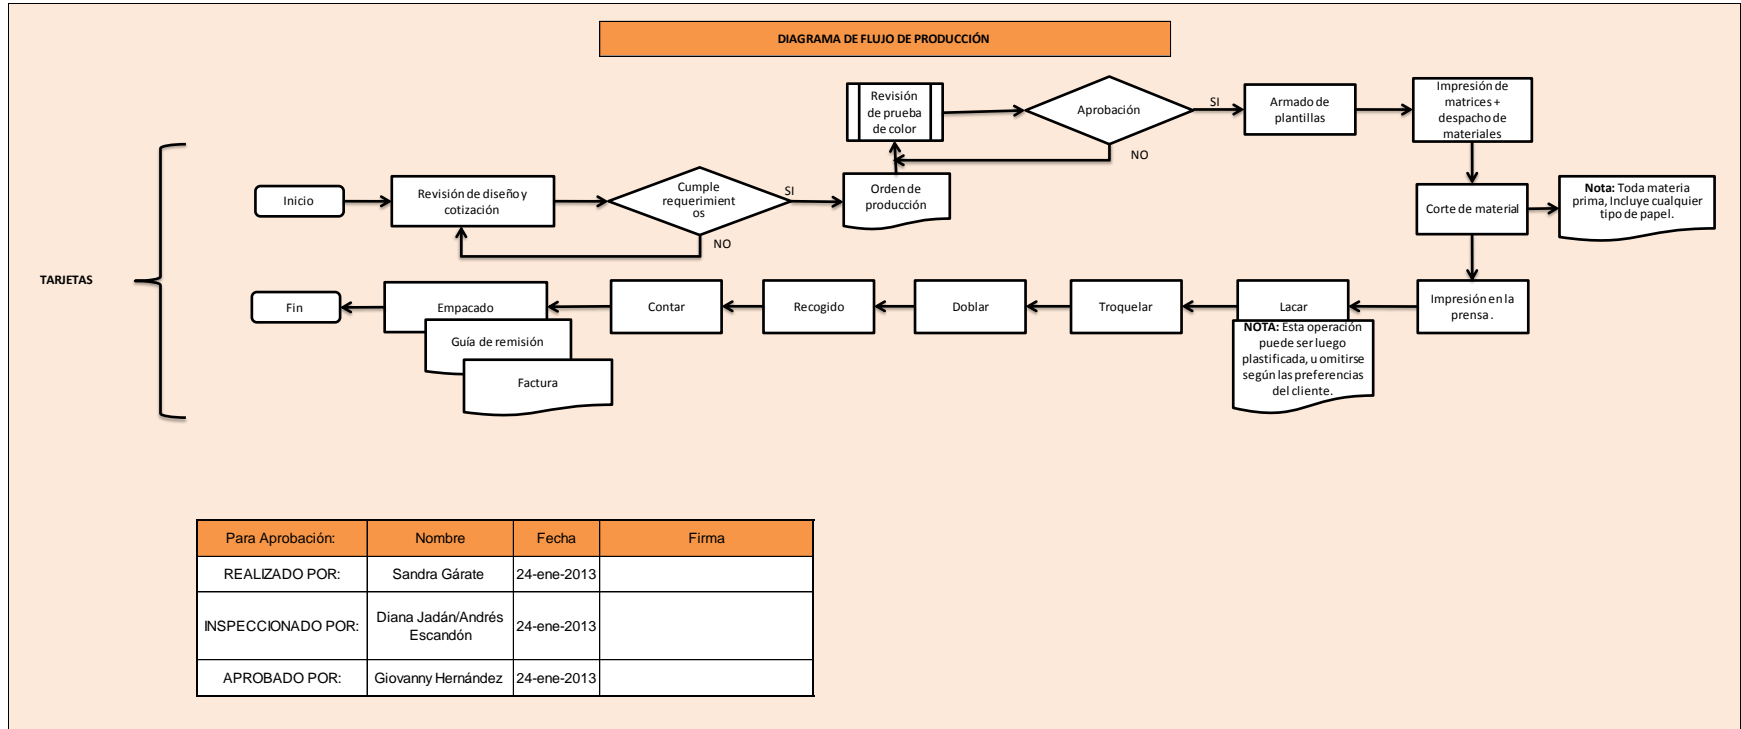 DIAGRAMA DE FLUJO DE PRODUCCIÓN
Revisión
de prueba
de color
Aprobación
SI
NO
Armado de
plantillas
Impresión de
matrices +
despacho de
materiales
TARJETAS
Inicio
Revisión de diseño y
cotización
Cumple
requerimient
os
SI
NO
Orden de
producción
Corte de material
Nota: Toda materia
prima, Incluye cualquier
tipo de papel.
Fin
Empacado
Guía de remisión
Factura
Contar
Recogido
Doblar
Troquelar
Lacar
NOTA: Esta operación
puede ser luego
plastificada, u omitirse
según las preferencias
del cliente.
Impresión en la
prensa .
Para Aprobación: Nombre Fecha Firma
REALIZADO POR: Sandra Gárate 24-ene-2013
INSPECCIONADO POR: Diana Jadán/Andrés
Escandón 24-ene-2013
APROBADO POR: Giovanny Hernández 24-ene-2013